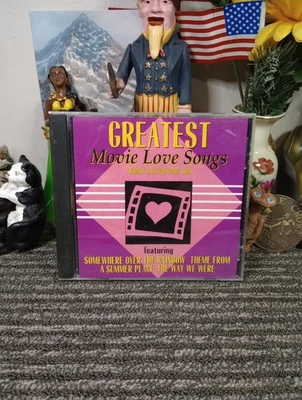 GREATEST
Movie Love Songs
featuring
SOMEWHERE OVER THE RAINBOW THEME FROM
A SUMMER PLACE THE WAY WE WERE